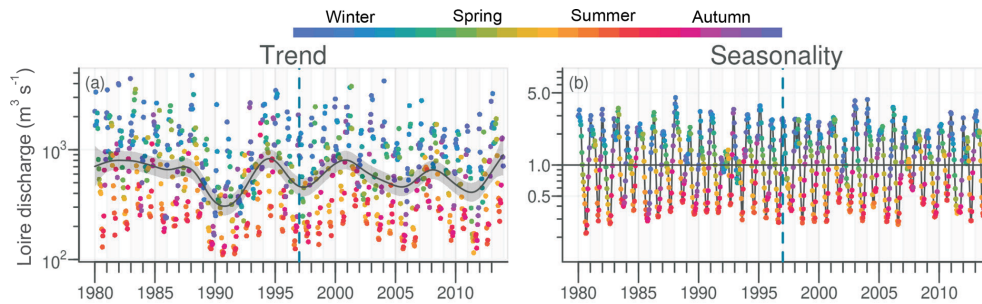 Winter Spring Summer Autumn
Trend Seasonality
Loire discharge (m³ s⁻¹)
(a) (b)
10³
10²
5.0
1.0
0.5
1980 1985 1990 1995 2000 2005 2010
1980 1985 1990 1995 2000 2005 2010